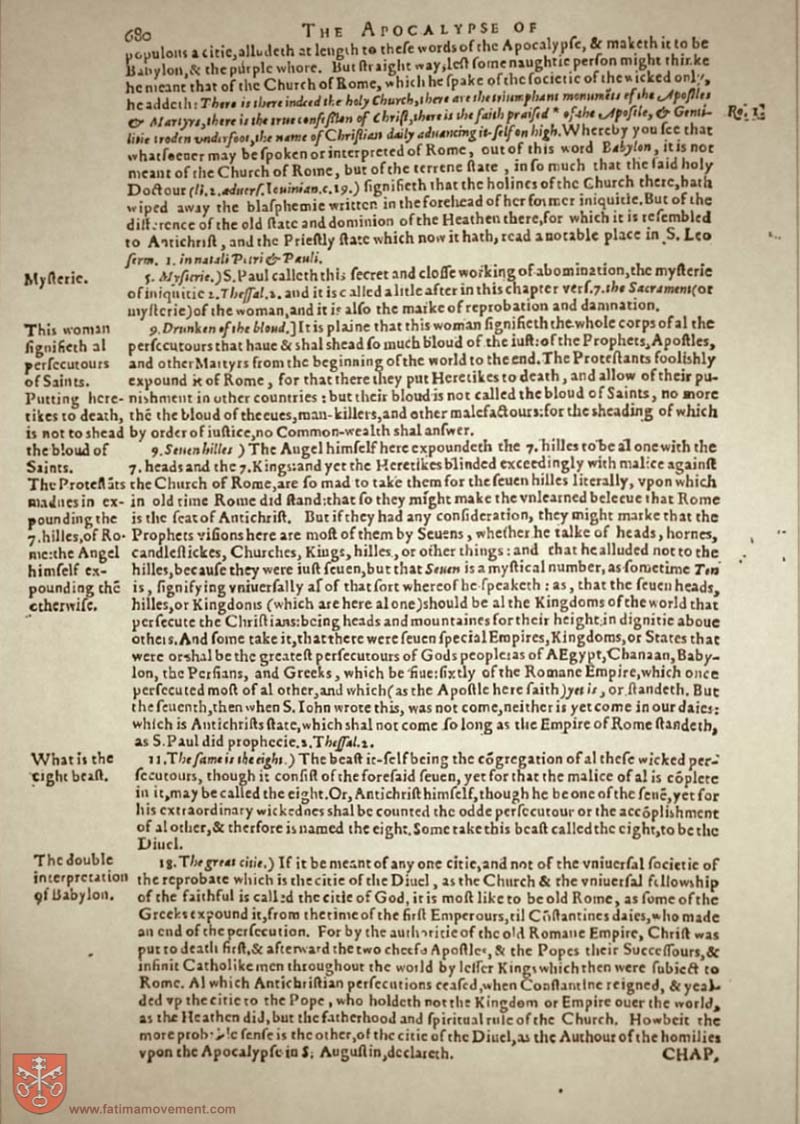 680
THE APOCALYPSE OF
populous a citie, alludeth at length to these words of the Apocalypse, & maketh it to be
Babylon, & the purple whore. But straight way, lest some naughtie person might thinke
he meant that of the Church of Rome, which he spake of the societie of the wicked only,
he addeth: There is there indeed the holy Church, there are the triumphant monumẽts of the Apostles
& Martyrs, there is the true confession of Christ, there is the faith praised * of the Apostle, & Genti-
litie troden vnderfoot, the name of Christian daily aduancing it-self on high. Whereby you see that
Ro. 1.
whatsoeuer may be spoken or interpreted of Rome, out of this word Babylon, it is not
meant of the Church of Rome, but of the terrene state, in so much that the said holy
Doctour (li. 2. aduers. Iouinian. c. 19.) signifieth that the holines of the Church there, hath
wiped away the blasphemie written in the forehead of her former iniquitie. But of the
difference of the old state and dominion of the Heathen there, for which it is resembled
to Antichrist, and the Priestly state which now it hath, read a notable place in S. Leo
serm. 1. in natali Petri & Pauli.
Mysterie.
5. Mysterie.) S. Paul calleth this secret and closse working of abomination, the mysterie
of iniquitie 2. Thessal. 2. and it is called a litle after in this chapter vers. 7. the Sacrament (or
mysterie) of the woman, and it is also the marke of reprobation and damnation.
This woman
signifieth al
persecutours
of Saints.
Putting here-
tikes to death,
is not to shead
the bloud of
Saints.
9. Drunken of the bloud.] It is plaine that this woman signifieth the whole corps of al the
persecutours that haue & shal shead so much bloud of the iust: of the Prophets, Apostles,
and other Martyrs from the beginning of the world to the end. The Protestants foolishly
expound it of Rome, for that there they put Heretikes to death, and allow of their pu-
nishment in other countries: but their bloud is not called the bloud of Saints, no more
thẽ the bloud of theeues, man-killers, and other malefactours: for the sheading of which
by order of iustice, no Common-wealth shal answer.
The Protestãts
madnes in ex-
pounding the
7. hilles, of Ro-
me: the Angel
himself ex-
pounding thẽ
otherwise.
9. Seuen hilles) The Angel himself here expoundeth the 7. hilles to be al one with the
7. heads and the 7. Kings: and yet the Heretikes blinded exceedingly with malice against
the Church of Rome, are so mad to take them for the seuen hilles literally, vpon which
in old time Rome did stand: that so they might make the vnlearned beleeue that Rome
is the seat of Antichrist. But if they had any consideration, they might marke that the
Prophets visions here are most of them by Seuens, whether he talke of heads, hornes,
candlestickes, Churches, Kings, hilles, or other things: and that he alluded not to the
hilles, because they were iust seuen, but that Seuen is a mystical number, as sometime Ten
is, signifying vniuersally as of that sort whereof he speaketh: as, that the seuen heads,
hilles, or Kingdoms (which are here al one) should be al the Kingdoms of the world that
persecute the Christians: being heads and mountaines for their height in dignitie aboue
others. And some take it, that there were seuen special Empires, Kingdoms, or States that
were or shal be the greatest persecutours of Gods people: as of AEgypt, Chanaan, Baby-
lon, the Persians, and Greeks, which be fiue: sixtly of the Romane Empire, which once
persecuted most of al other, and which (as the Apostle here saith) yet is, or standeth. But
the seuenth, then when S. Iohn wrote this, was not come, neither is yet come in our daies:
which is Antichrists state, which shal not come so long as the Empire of Rome standeth,
as S. Paul did prophecie. 2. Thessal. 2.
What is the
eight beast.
11. The same is the eight.) The beast it-self being the cõgregation of al these wicked per-
secutours, though it consist of the foresaid seuen, yet for that the malice of al is cõplete
in it, may be called the eight. Or, Antichrist himself, though he be one of the seuẽ, yet for
his extraordinary wickednes shal be counted the odde persecutour or the accõplishment
of al other, & therfore is named the eight. Some take this beast called the eight, to be the
Diuel.
The double
interpretation
of Babylon.
18. The great citie.) If it be meant of any one citie, and not of the vniuersal societie of
the reprobate which is the citie of the Diuel, as the Church & the vniuersal fellowship
of the faithful is called the citie of God, it is most like to be old Rome, as some of the
Greeks expound it, from the time of the first Emperours, til Cõstantines daies, who made
an end of the persecution. For by the authoritie of the old Romane Empire, Christ was
put to death first, & afterward the two cheefe Apostles, & the Popes their Successours, &
infinit Catholike men throughout the world by lesser Kings which then were subiect to
Rome. Al which Antichristian persecutions ceased, when Constantine reigned, & yeal-
ded vp the citie to the Pope, who holdeth not the Kingdom or Empire ouer the world,
as the Heathen did, but the fatherhood and spiritual rule of the Church. Howbeit the
more probable sense is the other, of the citie of the Diuel, as the Authour of the homilies
vpon the Apocalypse in S. Augustin, declareth.
CHAP.
www.fatimamovement.com